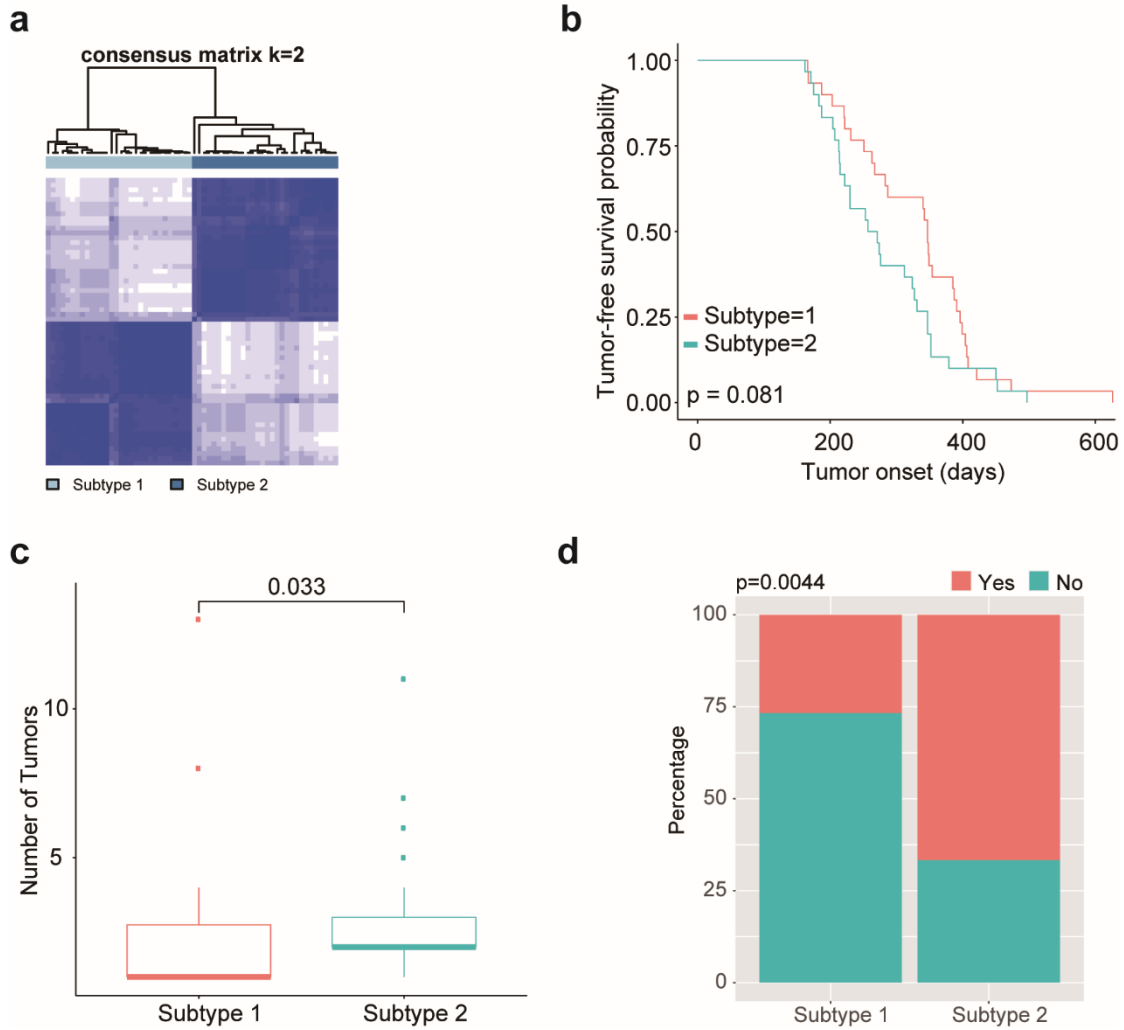 a
consensus matrix k=2
Subtype 1
Subtype 2
b
Tumor-free survival probability
1.00
0.75
0.50
0.25
0.00
Subtype=1
Subtype=2
p = 0.081
0
200
400
600
Tumor onset (days)
c
0.033
Number of Tumors
10
5
Subtype 1
Subtype 2
d
p=0.0044
Yes
No
Percentage
100
75
50
25
0
Subtype 1
Subtype 2